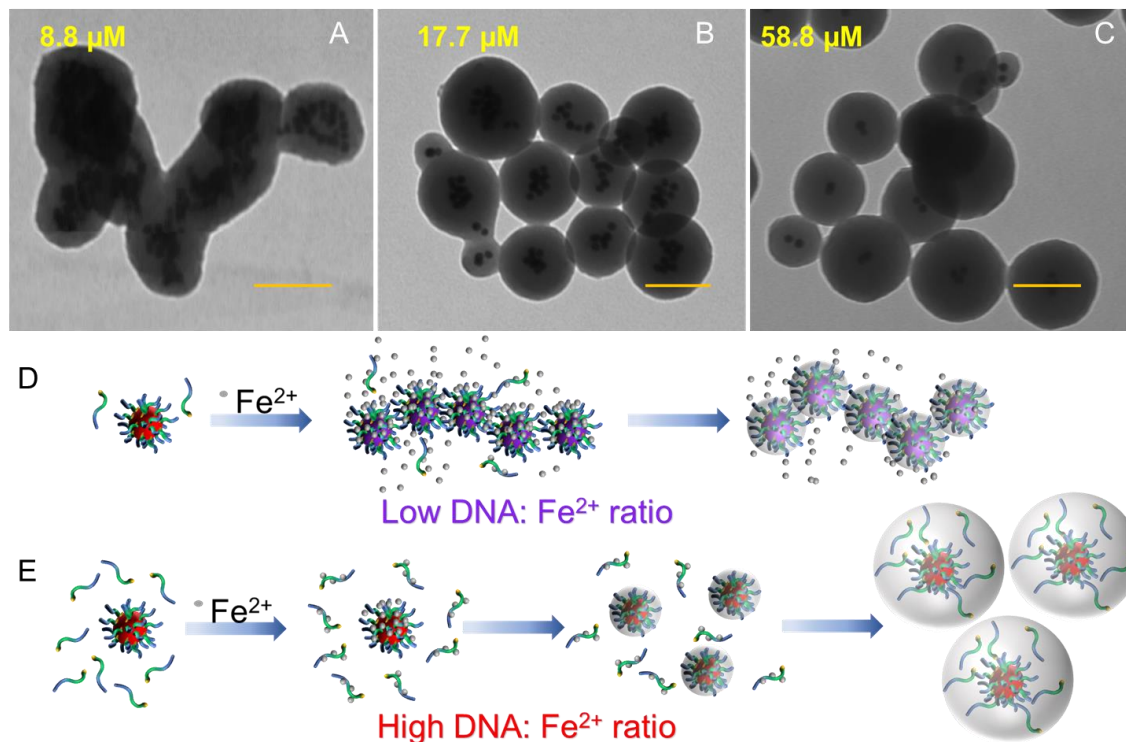 8.8 µM
A
17.7 µM
B
58.8 µM
C
D
Fe²⁺
Low DNA: Fe²⁺ ratio
E
Fe²⁺
High DNA: Fe²⁺ ratio